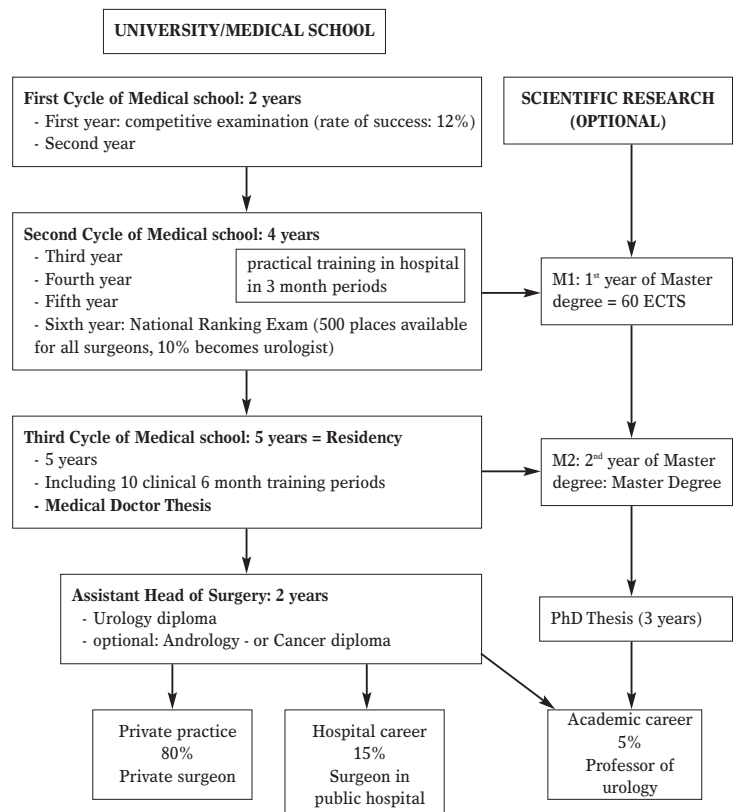 UNIVERSITY/MEDICAL SCHOOL
First Cycle of Medical school: 2 years
- First year: competitive examination (rate of success: 12%)
- Second year
SCIENTIFIC RESEARCH
(OPTIONAL)
Second Cycle of Medical school: 4 years
- Third year
- Fourth year
- Fifth year
practical training in hospital
in 3 month periods
- Sixth year: National Ranking Exam (500 places available
for all surgeons, 10% becomes urologist)
M1: 1st year of Master
degree = 60 ECTS
Third Cycle of Medical school: 5 years = Residency
- 5 years
- Including 10 clinical 6 month training periods
- Medical Doctor Thesis
M2: 2nd year of Master
degree: Master Degree
Assistant Head of Surgery: 2 years
- Urology diploma
- optional: Andrology - or Cancer diploma
PhD Thesis (3 years)
Private practice
80%
Private surgeon
Hospital career
15%
Surgeon in
public hospital
Academic career
5%
Professor of
urology